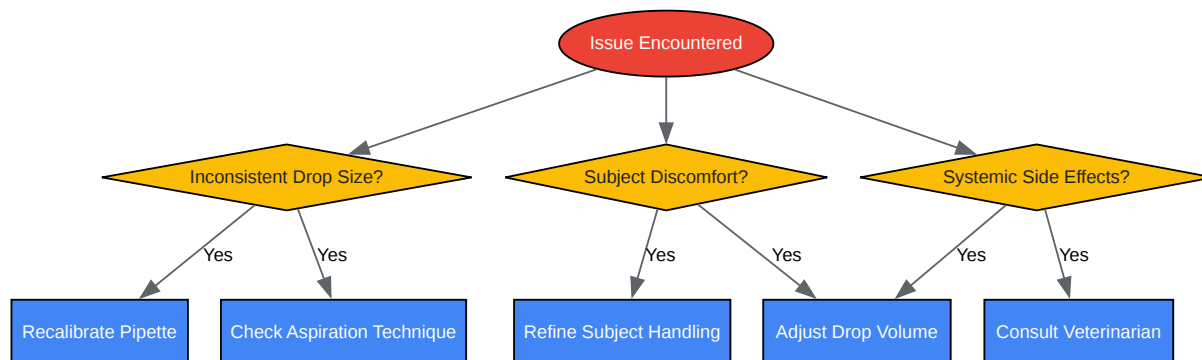 Issue Encountered
Inconsistent Drop Size?
Subject Discomfort?
Systemic Side Effects?
Yes
Yes
Yes
Yes
Yes
Yes
Recalibrate Pipette
Check Aspiration Technique
Refine Subject Handling
Adjust Drop Volume
Consult Veterinarian